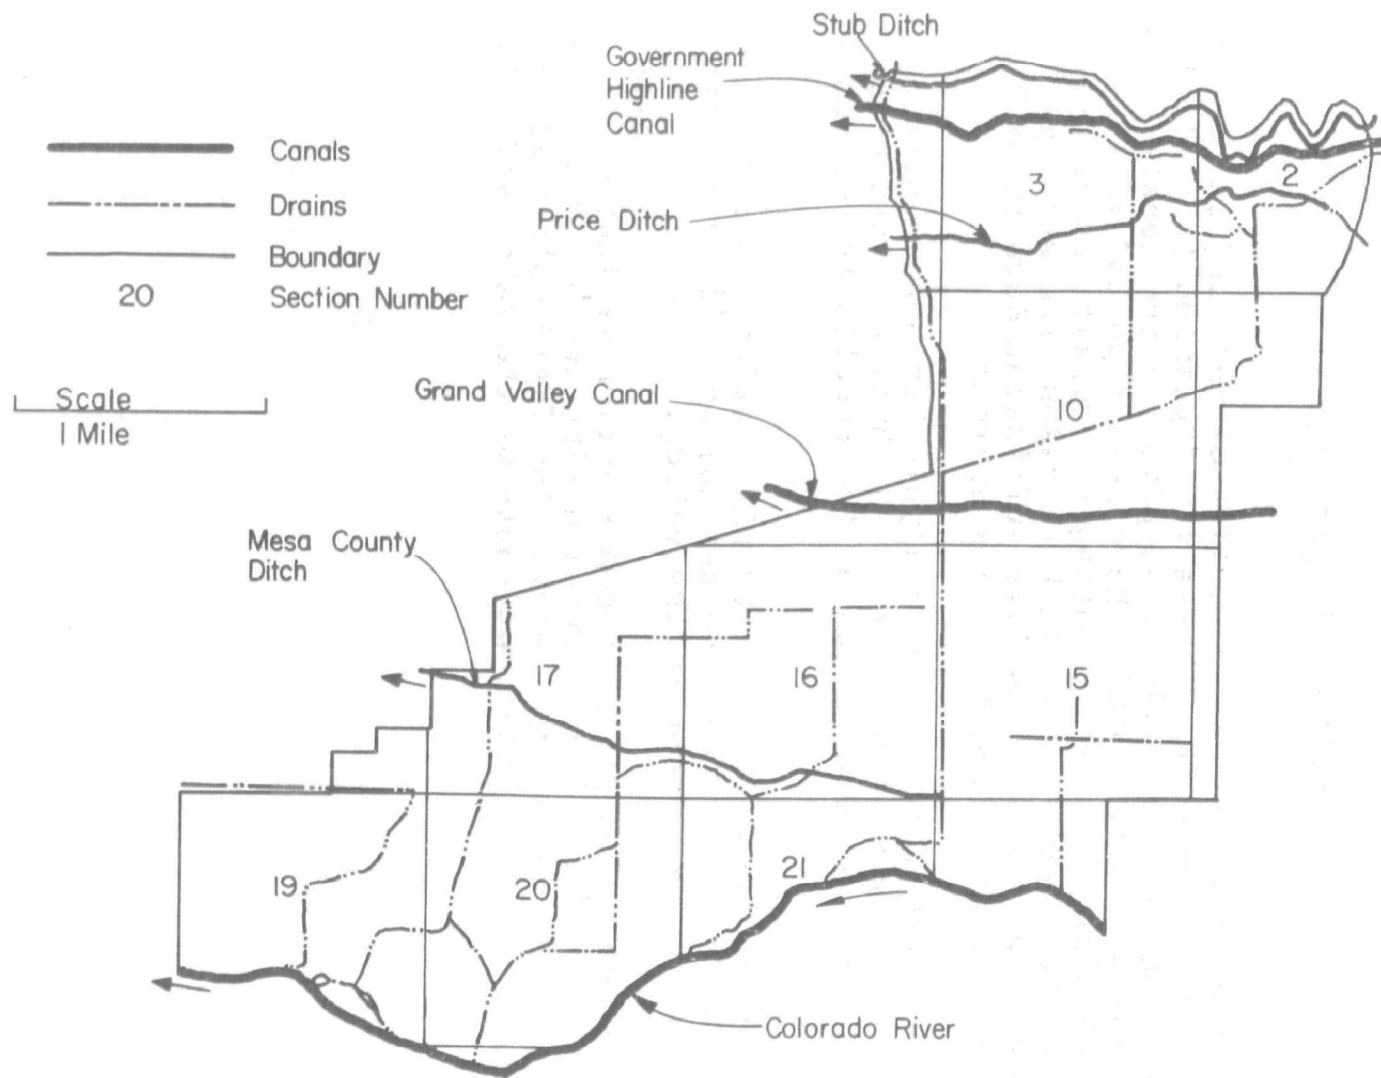 Stub Ditch
Government
Highline
Canal
Canals
Drains
Boundary
20 Section Number
Scale
1 Mile
3
2
Price Ditch
Grand Valley Canal
10
Mesa County
Ditch
17
16
15
19
20
21
Colorado River